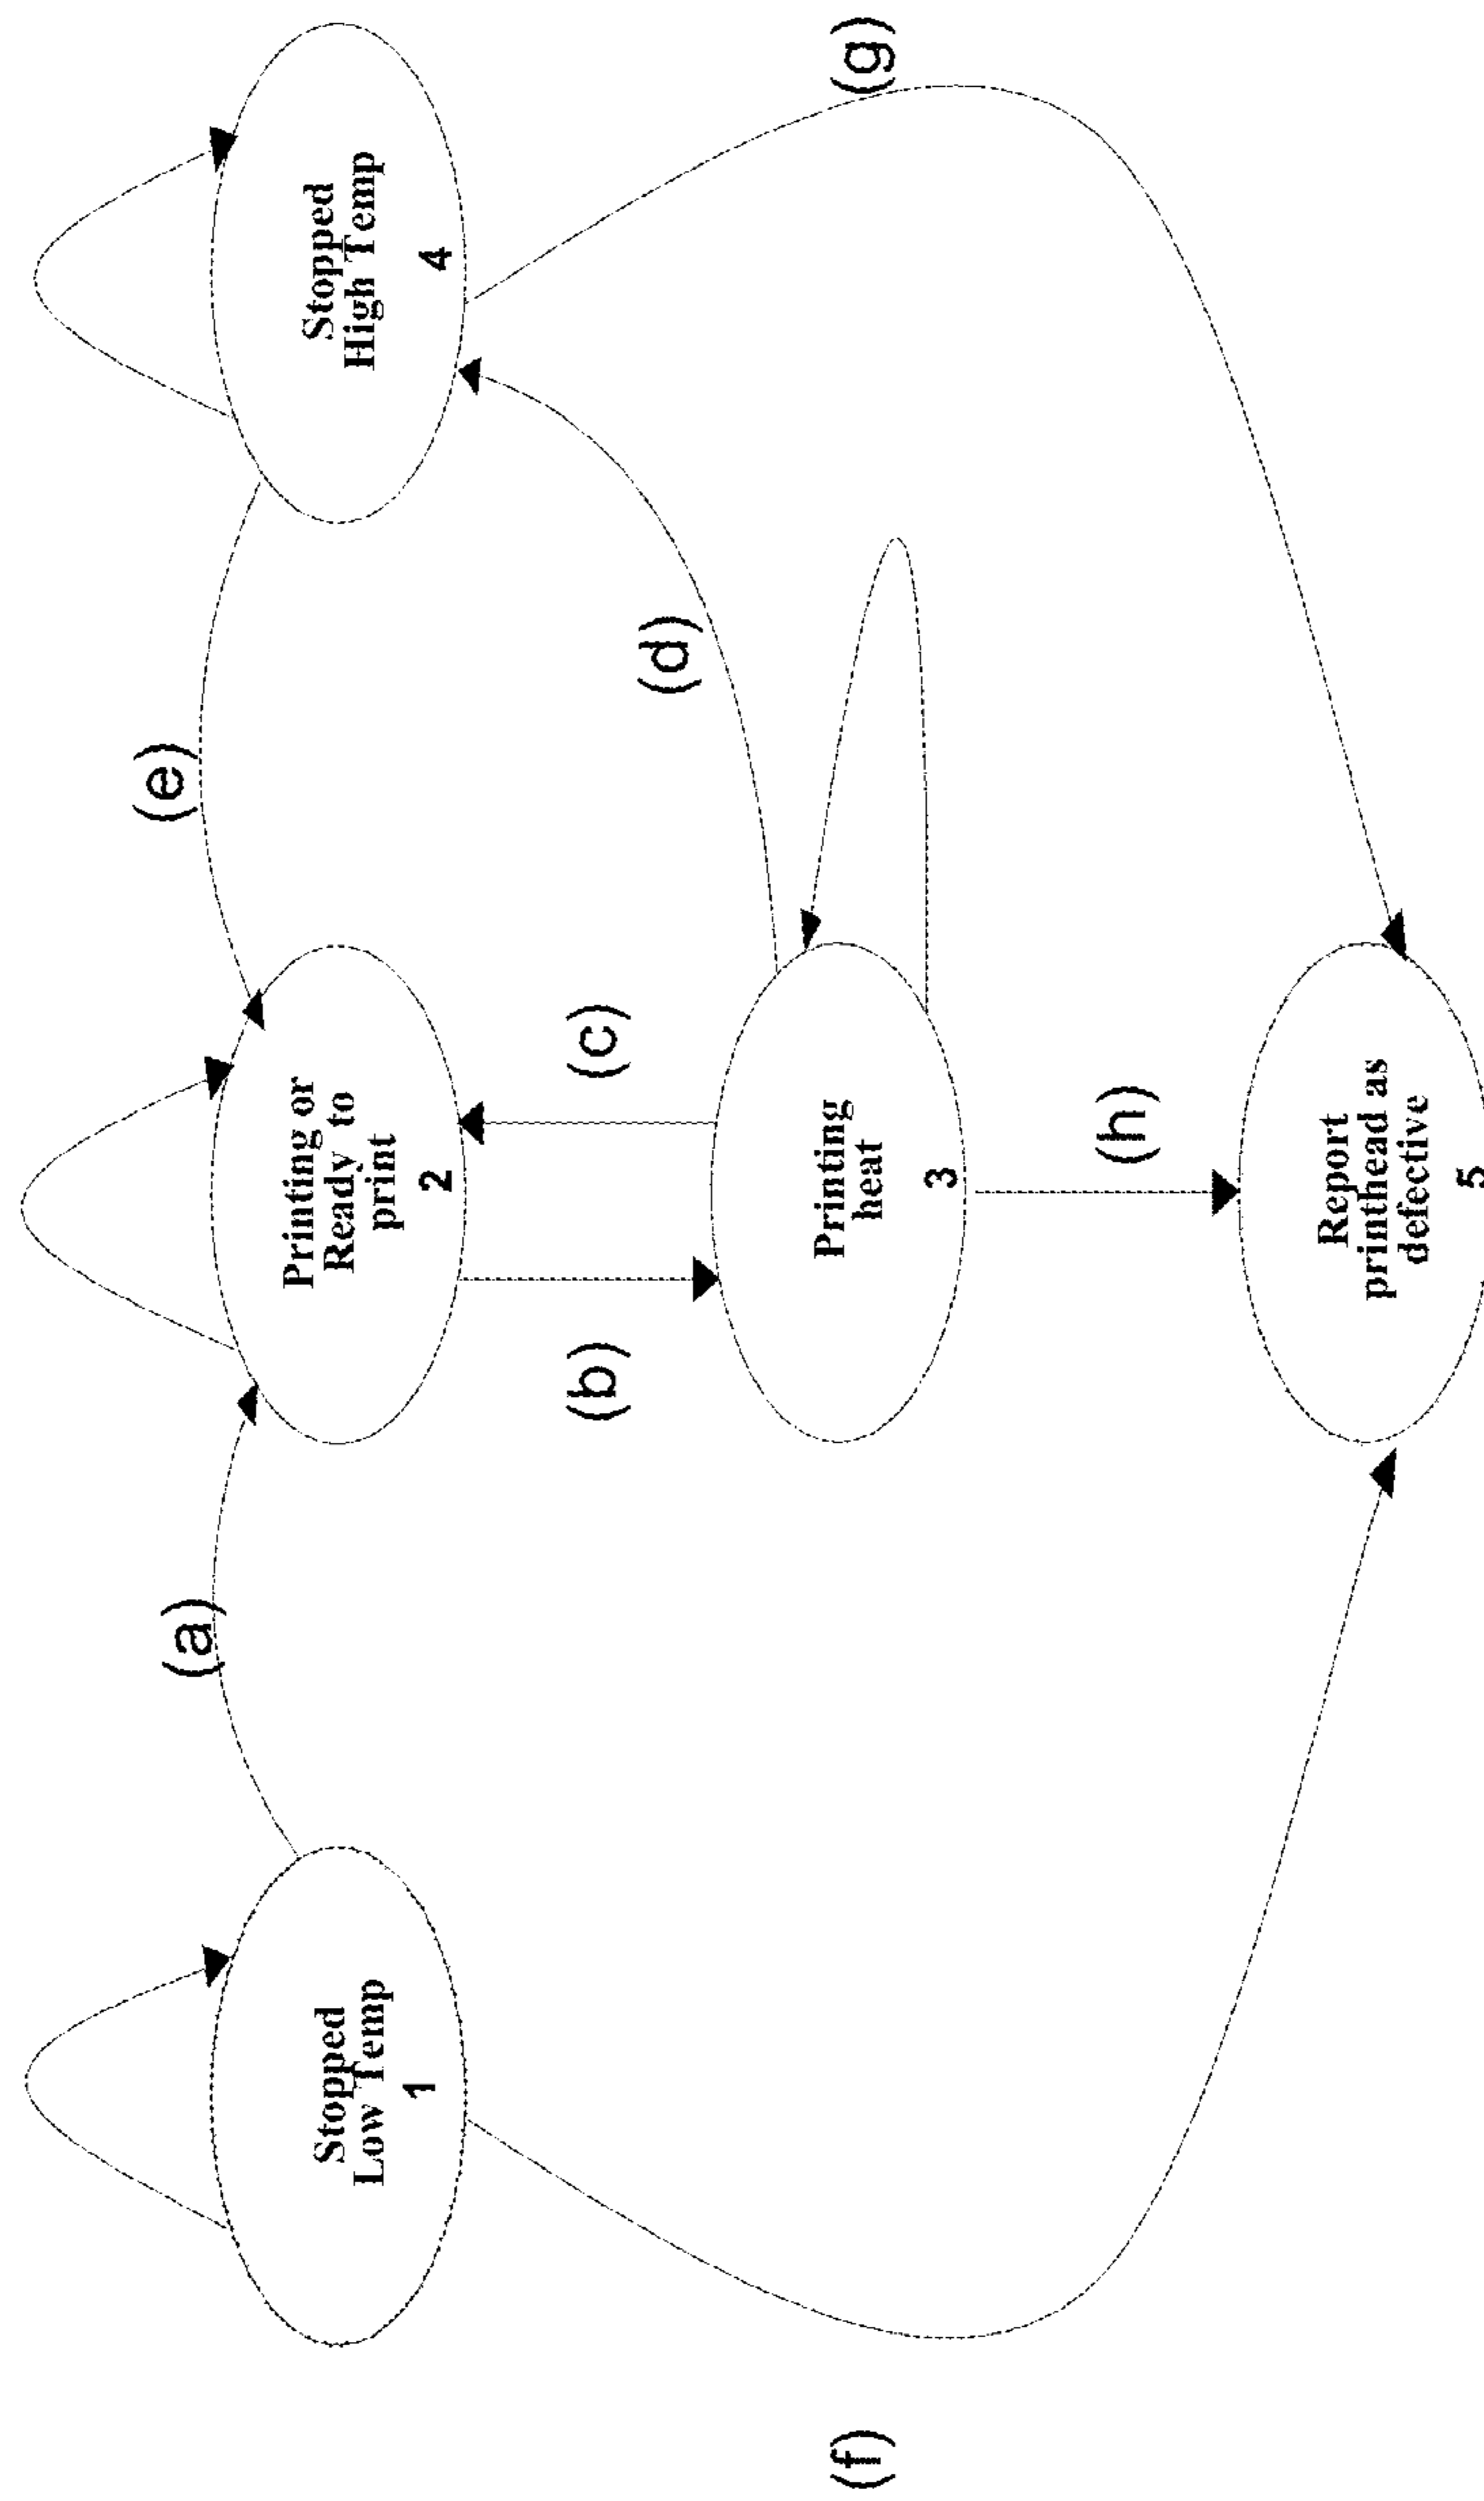 (a)
(e)
Stopped
Low Temp
1
Printing or
Ready to
print
2
Stopped
High Temp
4
(b)
(c)
(d)
Printing
heat
3
(f)
(g)
(h)
Report
printhead as
defective
5